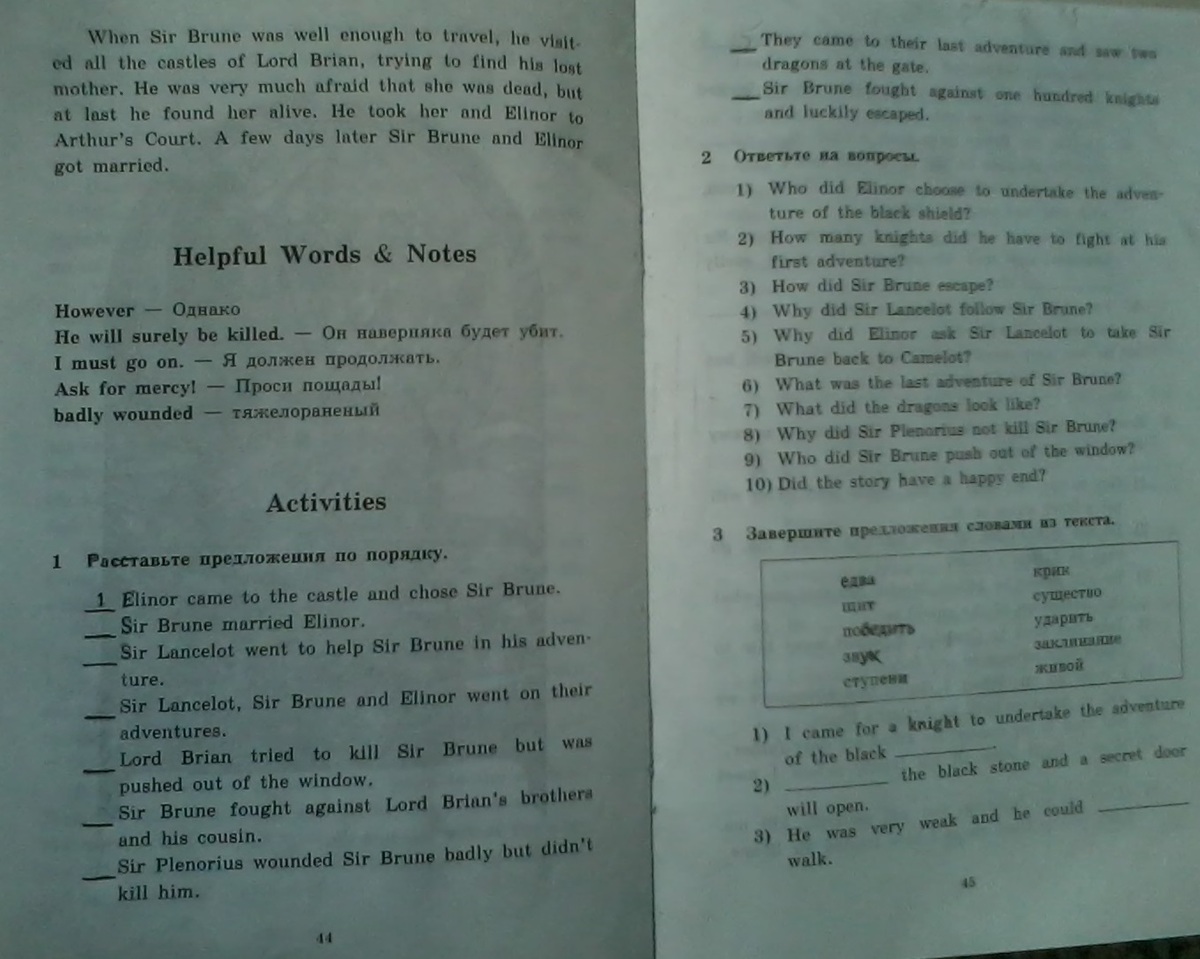 When Sir Brune was well enough to travel, he visit-
ed all the castles of Lord Brian, trying to find his lost
mother. He was very much afraid that she was dead, but
at last he found her alive. He took her and Elinor to
Arthur's Court. A few days later Sir Brune and Elinor
got married.
Helpful Words & Notes
However — Однако
He will surely be killed. — Он наверняка будет убит.
I must go on. — Я должен продолжать.
Ask for mercy! — Проси пощады!
badly wounded — тяжелораненый
Activities
1 Расставьте предложения по порядку.
1 Elinor came to the castle and chose Sir Brune.
Sir Brune married Elinor.
Sir Lancelot went to help Sir Brune in his adven-
ture.
Sir Lancelot, Sir Brune and Elinor went on their
adventures.
Lord Brian tried to kill Sir Brune but was
pushed out of the window.
Sir Brune fought against Lord Brian's brothers
and his cousin.
Sir Plenorius wounded Sir Brune badly but didn't
kill him.
44
They came to their last adventure and saw two
dragons at the gate.
Sir Brune fought against one hundred knights
and luckily escaped.
2 Ответьте на вопросы.
1) Who did Elinor choose to undertake the adven-
ture of the black shield?
2) How many knights did he have to fight at his
first adventure?
3) How did Sir Brune escape?
4) Why did Sir Lancelot follow Sir Brune?
5) Why did Elinor ask Sir Lancelot to take Sir
Brune back to Camelot?
6) What was the last adventure of Sir Brune?
7) What did the dragons look like?
8) Why did Sir Plenorius not kill Sir Brune?
9) Who did Sir Brune push out of the window?
10) Did the story have a happy end?
3 Завершите предложения словами из текста.
едва крик
щит существо
победить ударить
звук заклинание
ступени живой
1) I came for a knight to undertake the adventure
of the black ________
2) ________ the black stone and a secret door
will open.
3) He was very weak and he could ________
walk.
45